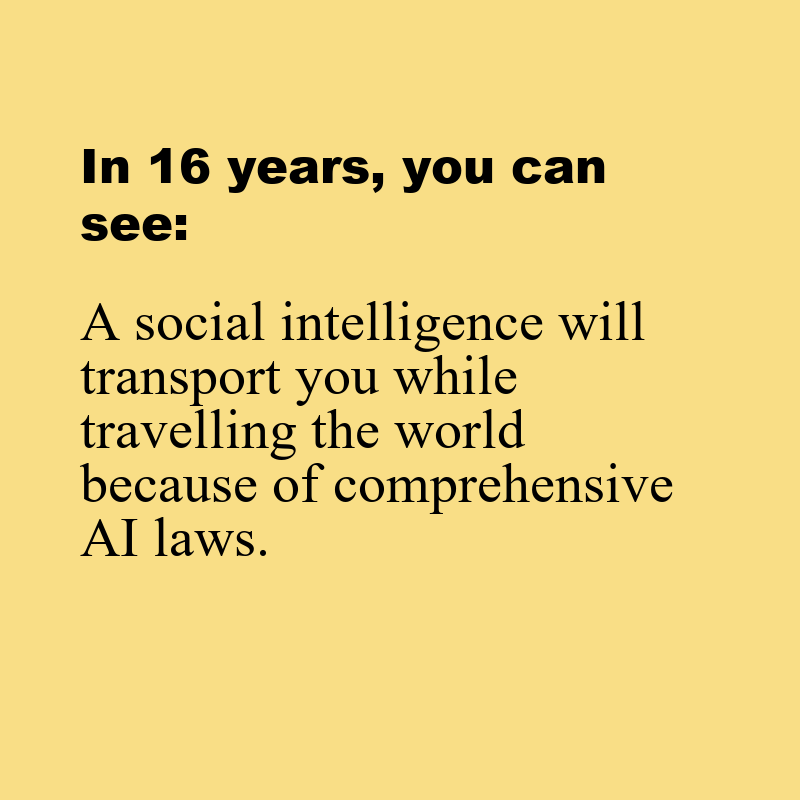 In 16 years, you can
see:
A social intelligence will
transport you while
travelling the world
because of comprehensive
AI laws.